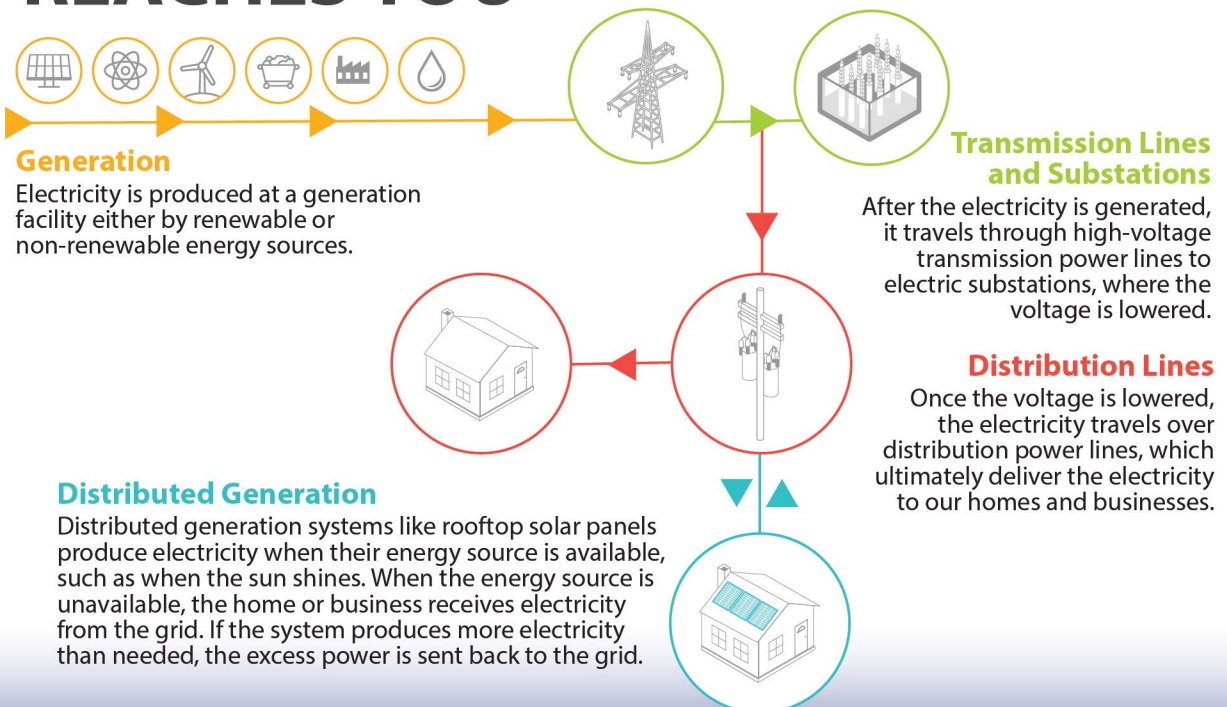 REACHES YOU
Generation
Electricity is produced at a generation
facility either by renewable or
non-renewable energy sources.
Transmission Lines
and Substations
After the electricity is generated,
it travels through high-voltage
transmission power lines to
electric substations, where the
voltage is lowered.
Distribution Lines
Once the voltage is lowered,
the electricity travels over
distribution power lines, which
ultimately deliver the electricity
to our homes and businesses.
Distributed Generation
Distributed generation systems like rooftop solar panels
produce electricity when their energy source is available,
such as when the sun shines. When the energy source is
unavailable, the home or business receives electricity
from the grid. If the system produces more electricity
than needed, the excess power is sent back to the grid.